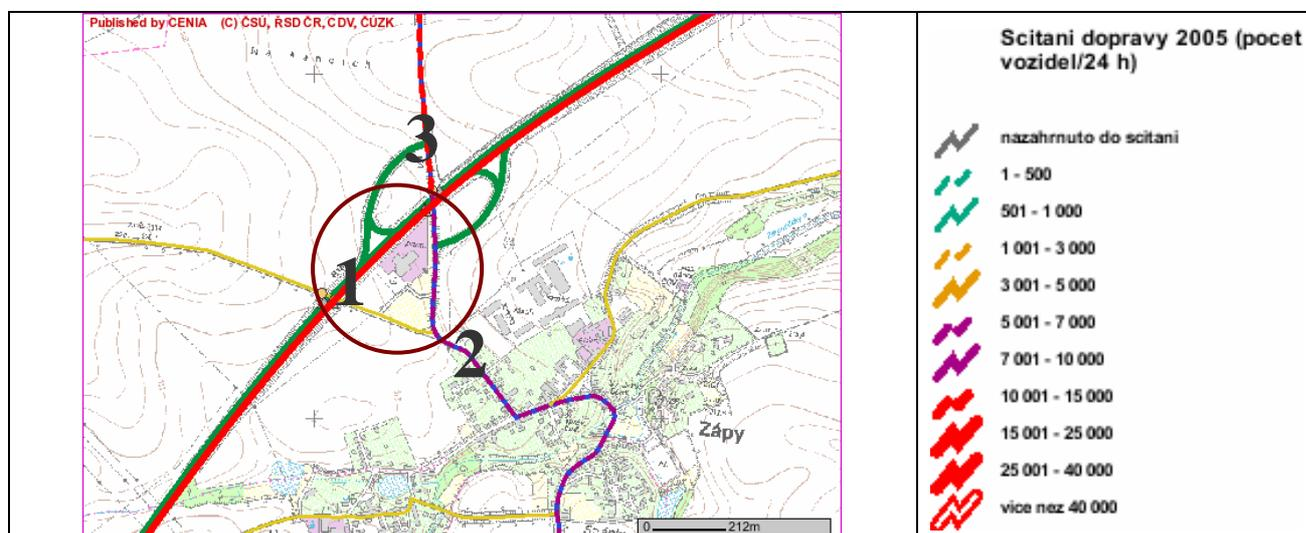 Published by CENIA (C) ČSÚ, ŘSD ČR, CDV, ČÚZK
3
1
2
Zápy
0 212m
Scitani dopravy 2005 (pocet
vozidel/24 h)
nazahrnuto do scitani
1 - 500
501 - 1 000
1 001 - 3 000
3 001 - 5 000
5 001 - 7 000
7 001 - 10 000
10 001 - 15 000
15 001 - 25 000
25 001 - 40 000
vice nez 40 000